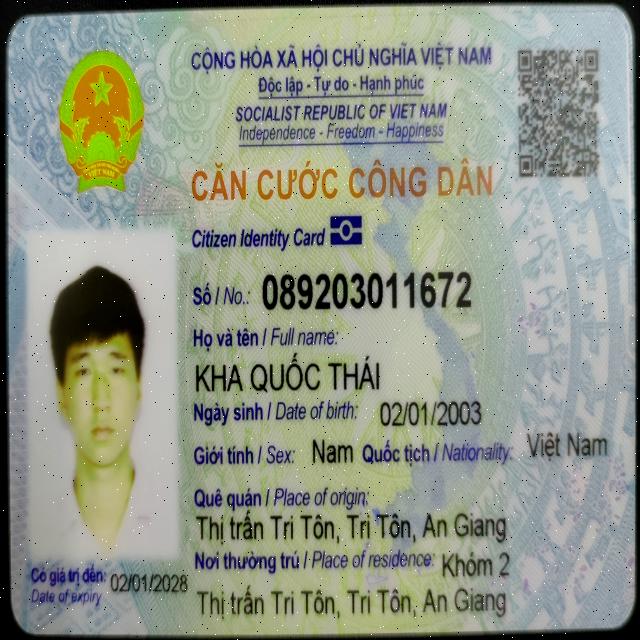 CỘNG HÒA XÃ HỘI CHỦ NGHĨA VIỆT NAM
Độc lập - Tự do - Hạnh phúc
SOCIALIST REPUBLIC OF VIET NAM
Independence - Freedom - Happiness
CĂN CƯỚC CÔNG DÂN
Citizen Identity Card
Số / No.: 089203011672
Họ và tên / Full name:
KHA QUỐC THÁI
Ngày sinh / Date of birth: 02/01/2003
Giới tính / Sex: Nam Quốc tịch / Nationality: Việt Nam
Quê quán / Place of origin:
Thị trấn Tri Tôn, Tri Tôn, An Giang
Nơi thường trú / Place of residence: Khóm 2
Thị trấn Tri Tôn, Tri Tôn, An Giang
Có giá trị đến: 02/01/2028
Date of expiry
VIỆT NAM